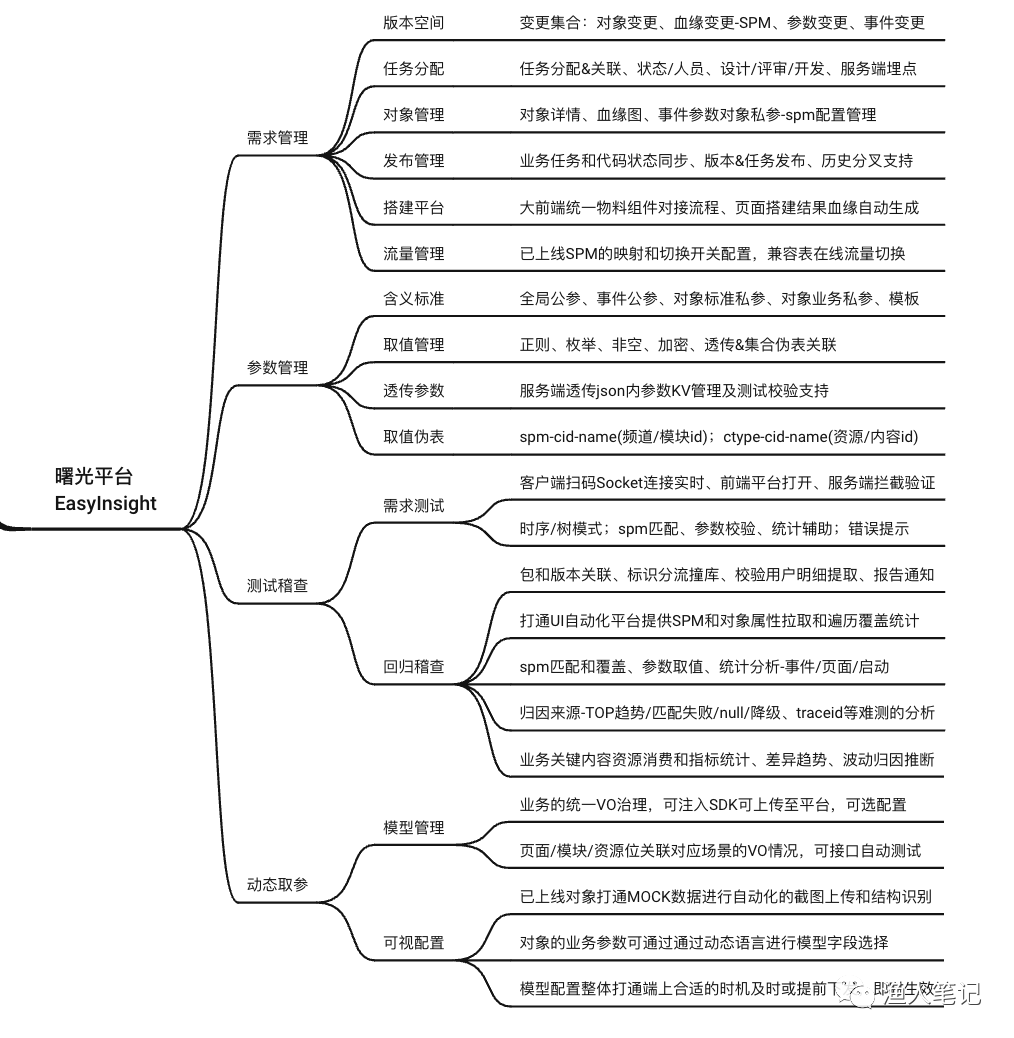 版本空间
变更集合：对象变更、血缘变更-SPM、参数变更、事件变更
任务分配
任务分配&关联、状态/人员、设计/评审/开发、服务端埋点
对象管理
对象详情、血缘图、事件参数对象私参-spm配置管理
需求管理
发布管理
业务任务和代码状态同步、版本&任务发布、历史分叉支持
搭建平台
大前端统一物料组件对接流程、页面搭建结果血缘自动生成
流量管理
已上线SPM的映射和切换开关配置，兼容表在线流量切换
含义标准
全局公参、事件公参、对象标准私参、对象业务私参、模板
取值管理
正则、枚举、非空、加密、透传&集合伪表关联
参数管理
透传参数
服务端透传json内参数KV管理及测试校验支持
取值伪表
spm-cid-name(频道/模块id)；ctype-cid-name(资源/内容id)
曙光平台
EasyInsight
客户端扫码Socket连接实时、前端平台打开、服务端拦截验证
需求测试
时序/树模式；spm匹配、参数校验、统计辅助；错误提示
测试稽查
包和版本关联、标识分流撞库、校验用户明细提取、报告通知
打通UI自动化平台提供SPM和对象属性拉取和遍历覆盖统计
回归稽查
spm匹配和覆盖、参数取值、统计分析-事件/页面/启动
归因来源-TOP趋势/匹配失败/null/降级、traceid等难测的分析
业务关键内容资源消费和指标统计、差异趋势、波动归因推断
业务的统一VO治理，可注入SDK可上传至平台，可选配置
模型管理
页面/模块/资源位关联对应场景的VO情况，可接口自动测试
动态取参
已上线对象打通MOCK数据进行自动化的截图上传和结构识别
可视配置
对象的业务参数可通过通过动态语言进行模型字段选择
模型配置整体打通端上合适的时机及时或提前下 即 生效
渔人笔记